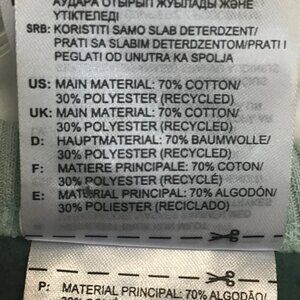 АУДАРА ОТЫРЫП ЖУЫЛАДЫ ЖӘНЕ
ҮТІКТЕЛЕДІ
SRB: KORISTITI SAMO SLAB DETERDZENT/
PRATI SA SLABIM DETERDZENTOM/PRATI I
PEGLATI OD UNUTRA KA SPOLJA
US: MAIN MATERIAL: 70% COTTON/
30% POLYESTER (RECYCLED)
UK: MAIN MATERIAL: 70% COTTON/
30% POLYESTER (RECYCLED)
D: HAUPTMATERIAL: 70% BAUMWOLLE/
30% POLYESTER (RECYCELT)
F: MATIERE PRINCIPALE: 70% COTON/
30% POLYESTER (RECYCLÉ)
E: MATERIAL PRINCIPAL: 70% ALGODÓN/
30% POLIESTER (RECICLADO)
P: MATERIAL PRINCIPAL: 70% ALGODÃO/